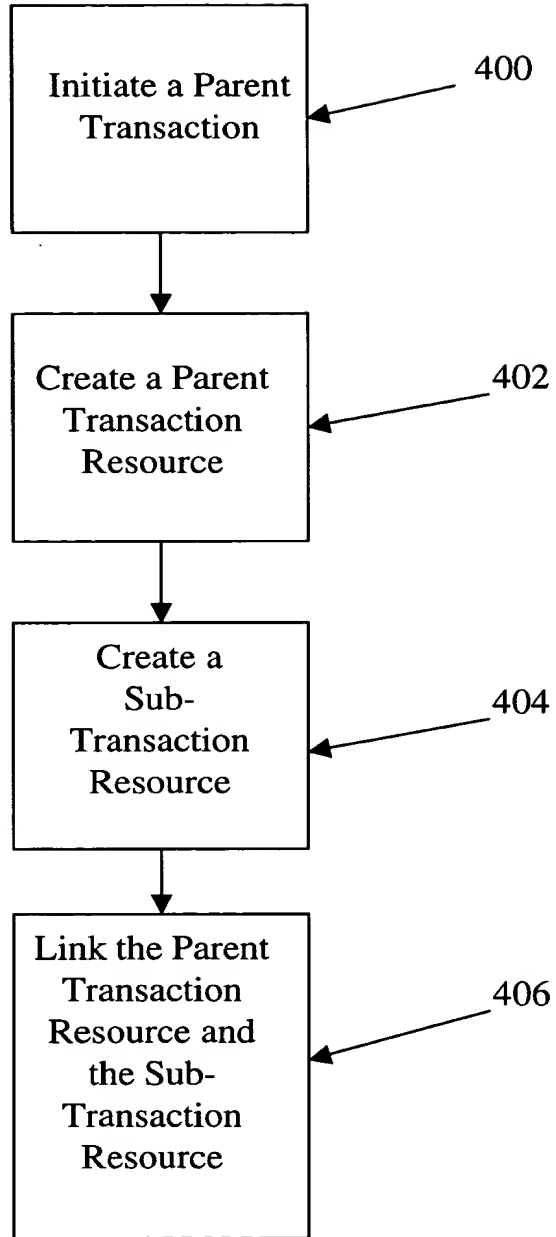 Initiate a Parent
Transaction
400
Create a Parent
Transaction
Resource
402
Create a
Sub-
Transaction
Resource
404
Link the Parent
Transaction
Resource and
the Sub-
Transaction
Resource
406